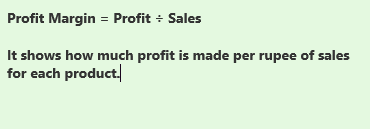 Profit Margin = Profit ÷ Sales
It shows how much profit is made per rupee of sales
for each product.